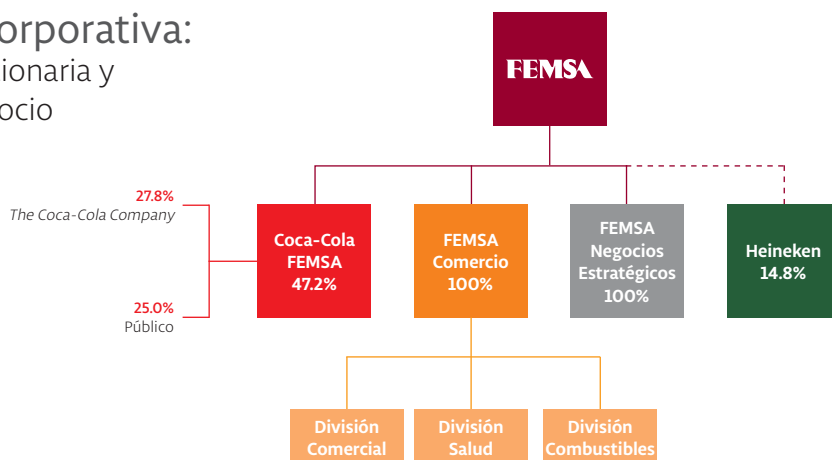 orporativa:
cionaria y
ocio
FEMSA
27.8%
The Coca-Cola Company
25.0%
Público
Coca-Cola
FEMSA
47.2%
FEMSA
Comercio
100%
FEMSA
Negocios
Estratégicos
100%
Heineken
14.8%
División
Comercial
División
Salud
División
Combustibles